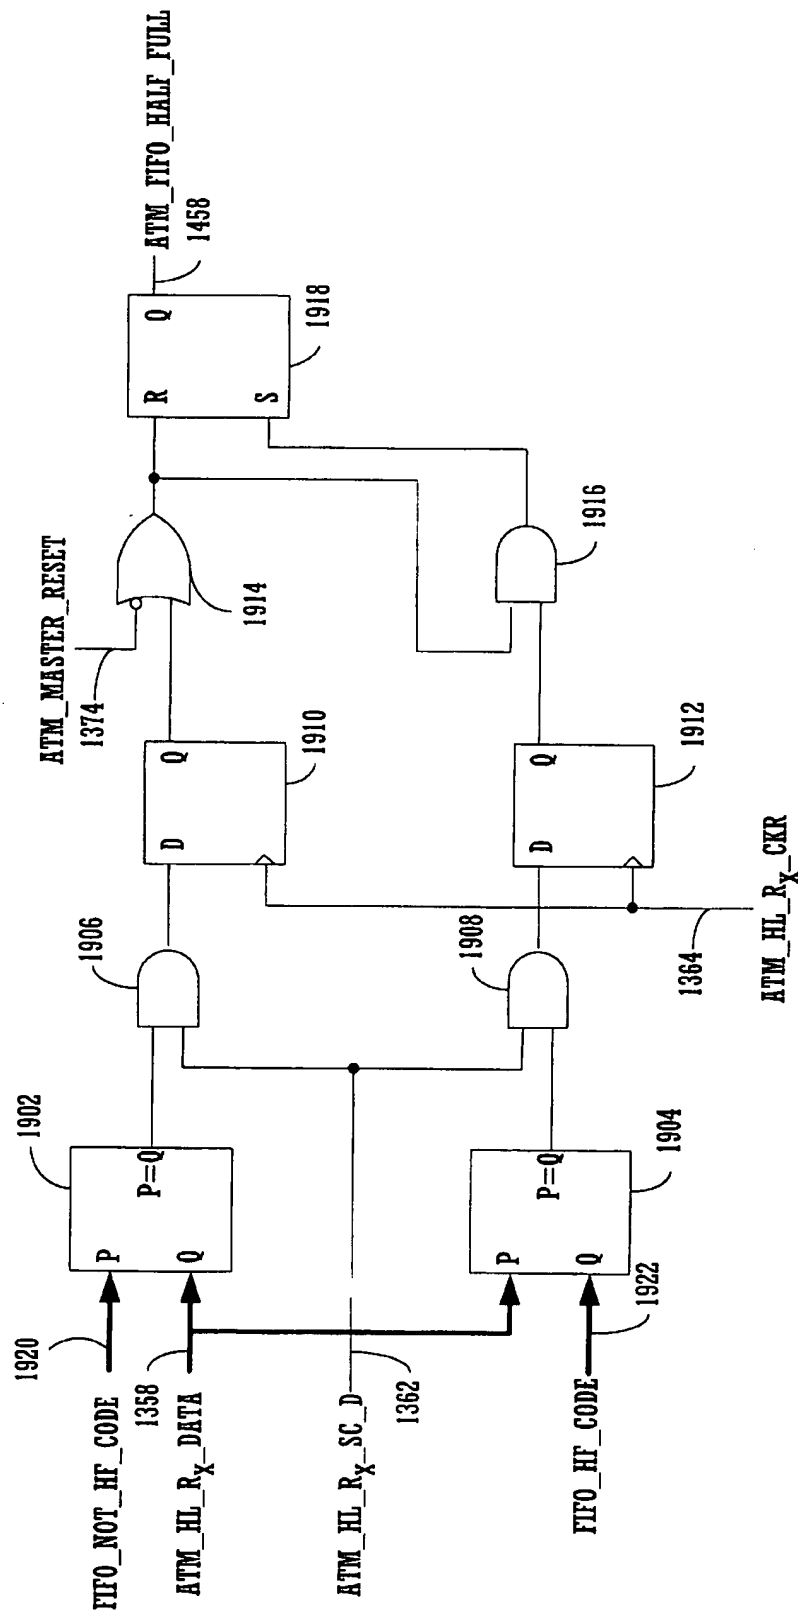 FIFO_NOT_HF_CODE
1920
1358
ATM_HL_RX_DATA
ATM_HL_RX_SC_D
1362
FIFO_HF_CODE
1922
P
Q
P=Q
1902
P
Q
P=Q
1904
1906
1908
D
Q
1910
D
Q
1912
1364
ATM_HL_RX_CKR
ATM_MASTER_RESET
1374
1914
1916
R
S
Q
1918
ATM_FIFO_HALF_FULL
1458